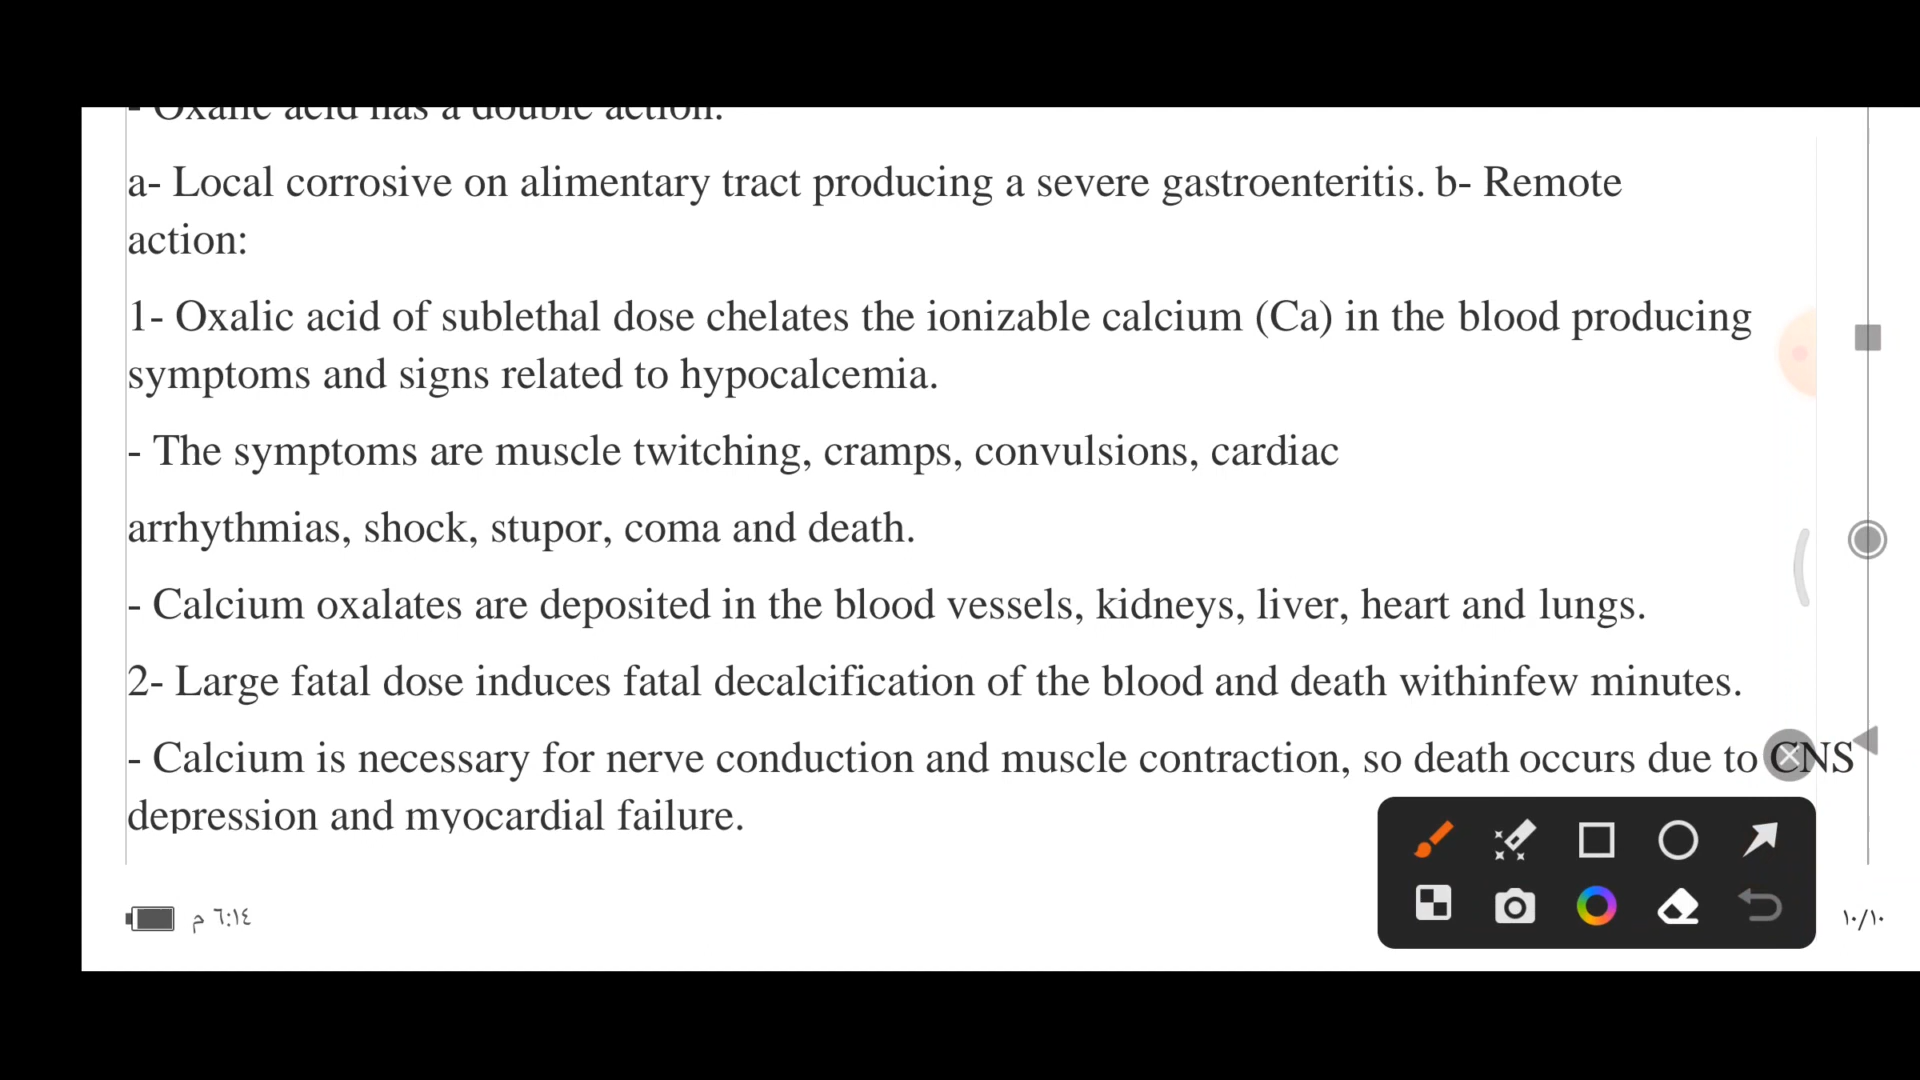 - Oxalic acid has a double action:
a- Local corrosive on alimentary tract producing a severe gastroenteritis. b- Remote
action:
1- Oxalic acid of sublethal dose chelates the ionizable calcium (Ca) in the blood producing
symptoms and signs related to hypocalcemia.
- The symptoms are muscle twitching, cramps, convulsions, cardiac
arrhythmias, shock, stupor, coma and death.
- Calcium oxalates are deposited in the blood vessels, kidneys, liver, heart and lungs.
2- Large fatal dose induces fatal decalcification of the blood and death withinfew minutes.
- Calcium is necessary for nerve conduction and muscle contraction, so death occurs due to CNS
depression and myocardial failure.
٦:١٤ م
١٠/١٠